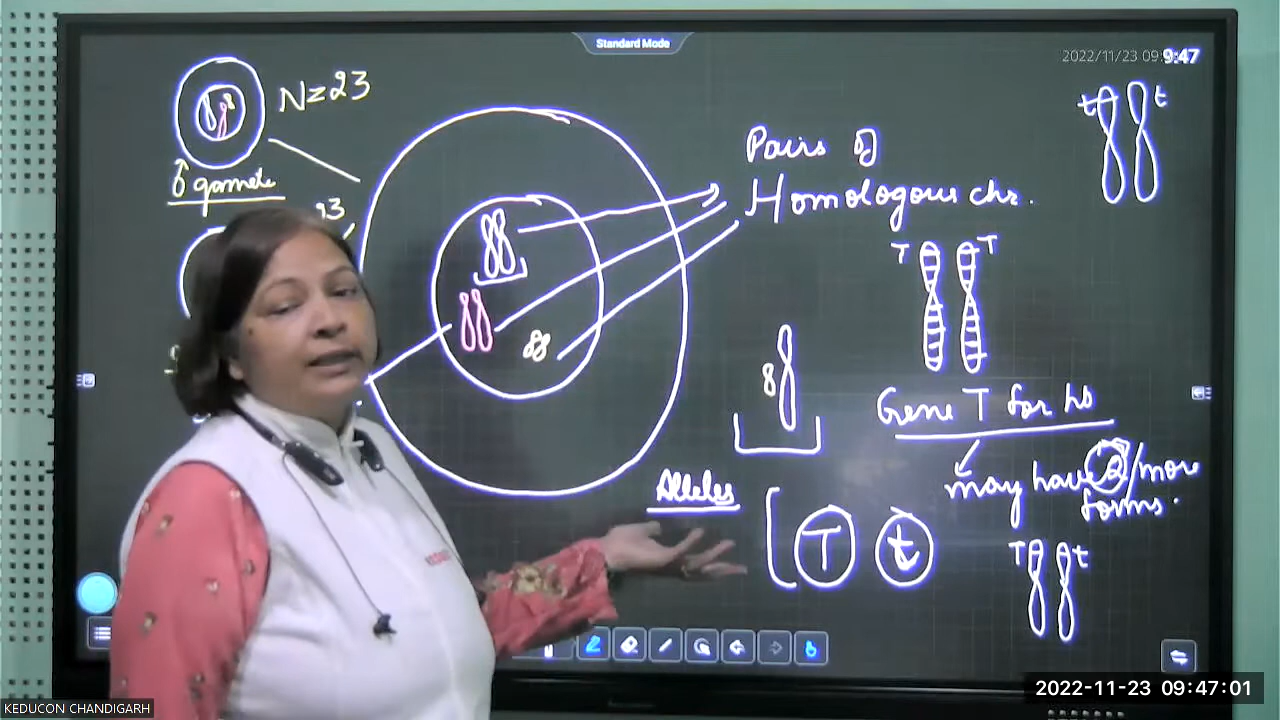 Standard Mode
2022/11/23 09:
9:47
N=23
♂ gamete
Pairs of
Homologous chr.
t t
T T
Gene T for ht
may have 2/more
forms.
Alleles
T t
T t
KEDUCON CHANDIGARH
2022-11-23 09:47:01